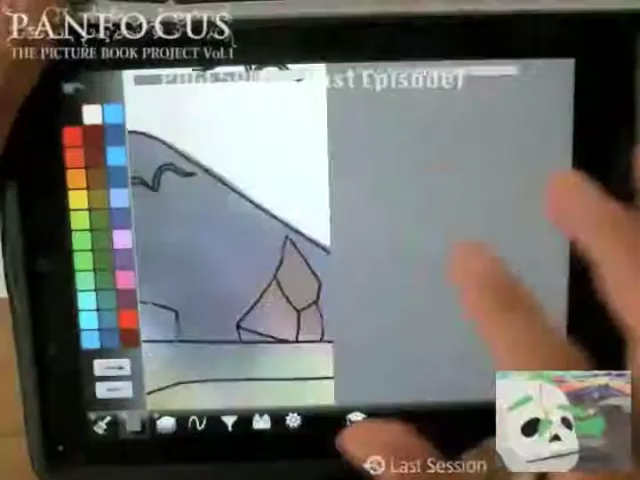 PANFOCUS
THE PICTURE BOOK PROJECT Vol.1
ast Episode)
Last Session